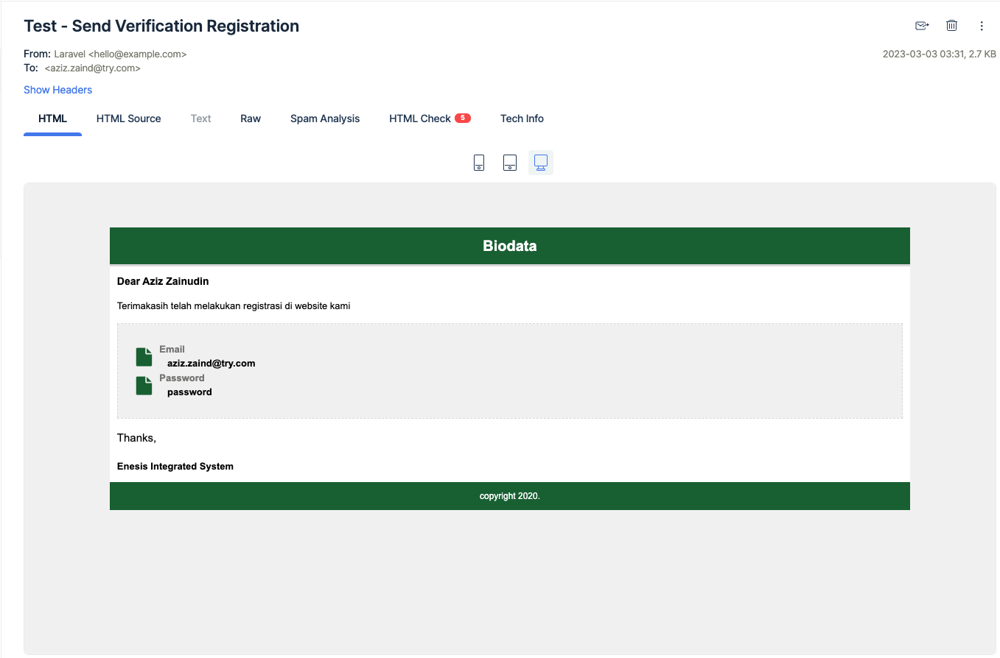 Test - Send Verification Registration
From: Laravel <hello@example.com>
2023-03-03 03:31, 2.7 KB
To: <aziz.zaind@try.com>
Show Headers
HTML HTML Source Text Raw Spam Analysis HTML Check 5 Tech Info
Biodata
Dear Aziz Zainudin
Terimakasih telah melakukan registrasi di website kami
Email
aziz.zaind@try.com
Password
password
Thanks,
Enesis Integrated System
copyright 2020.